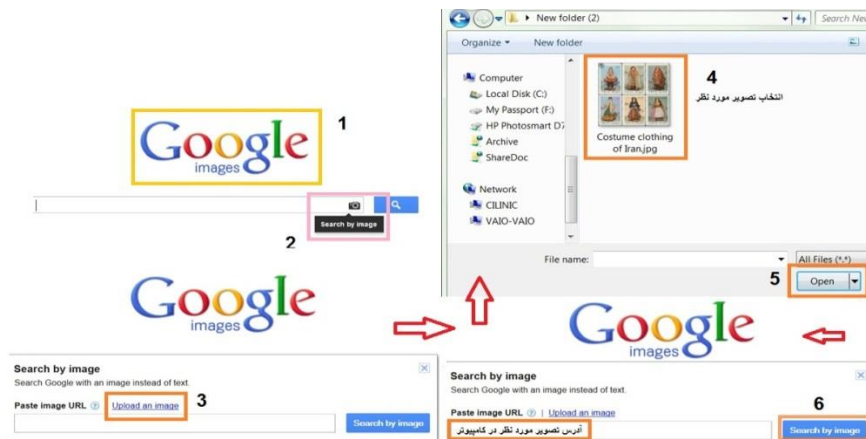 Google
images
1
Search by image
2
Google
images
Search by image
Search Google with an image instead of text.
Paste image URL Upload an image
3
Search by image
New folder (2)
Search New
Organize
New folder
Computer
Local Disk (C:)
My Passport (F:)
HP Photosmart D7
Archive
ShareDoc
Network
CILINIC
VAIO-VAIO
Costume clothing
of Iran.jpg
4
انتخاب تصویر مورد نظر
File name:
All Files (*.*)
5
Open
Google
images
Search by image
Search Google with an image instead of text.
Paste image URL | Upload an image
آدرس تصویر مورد نظر در کامپیوتر
6
Search by image